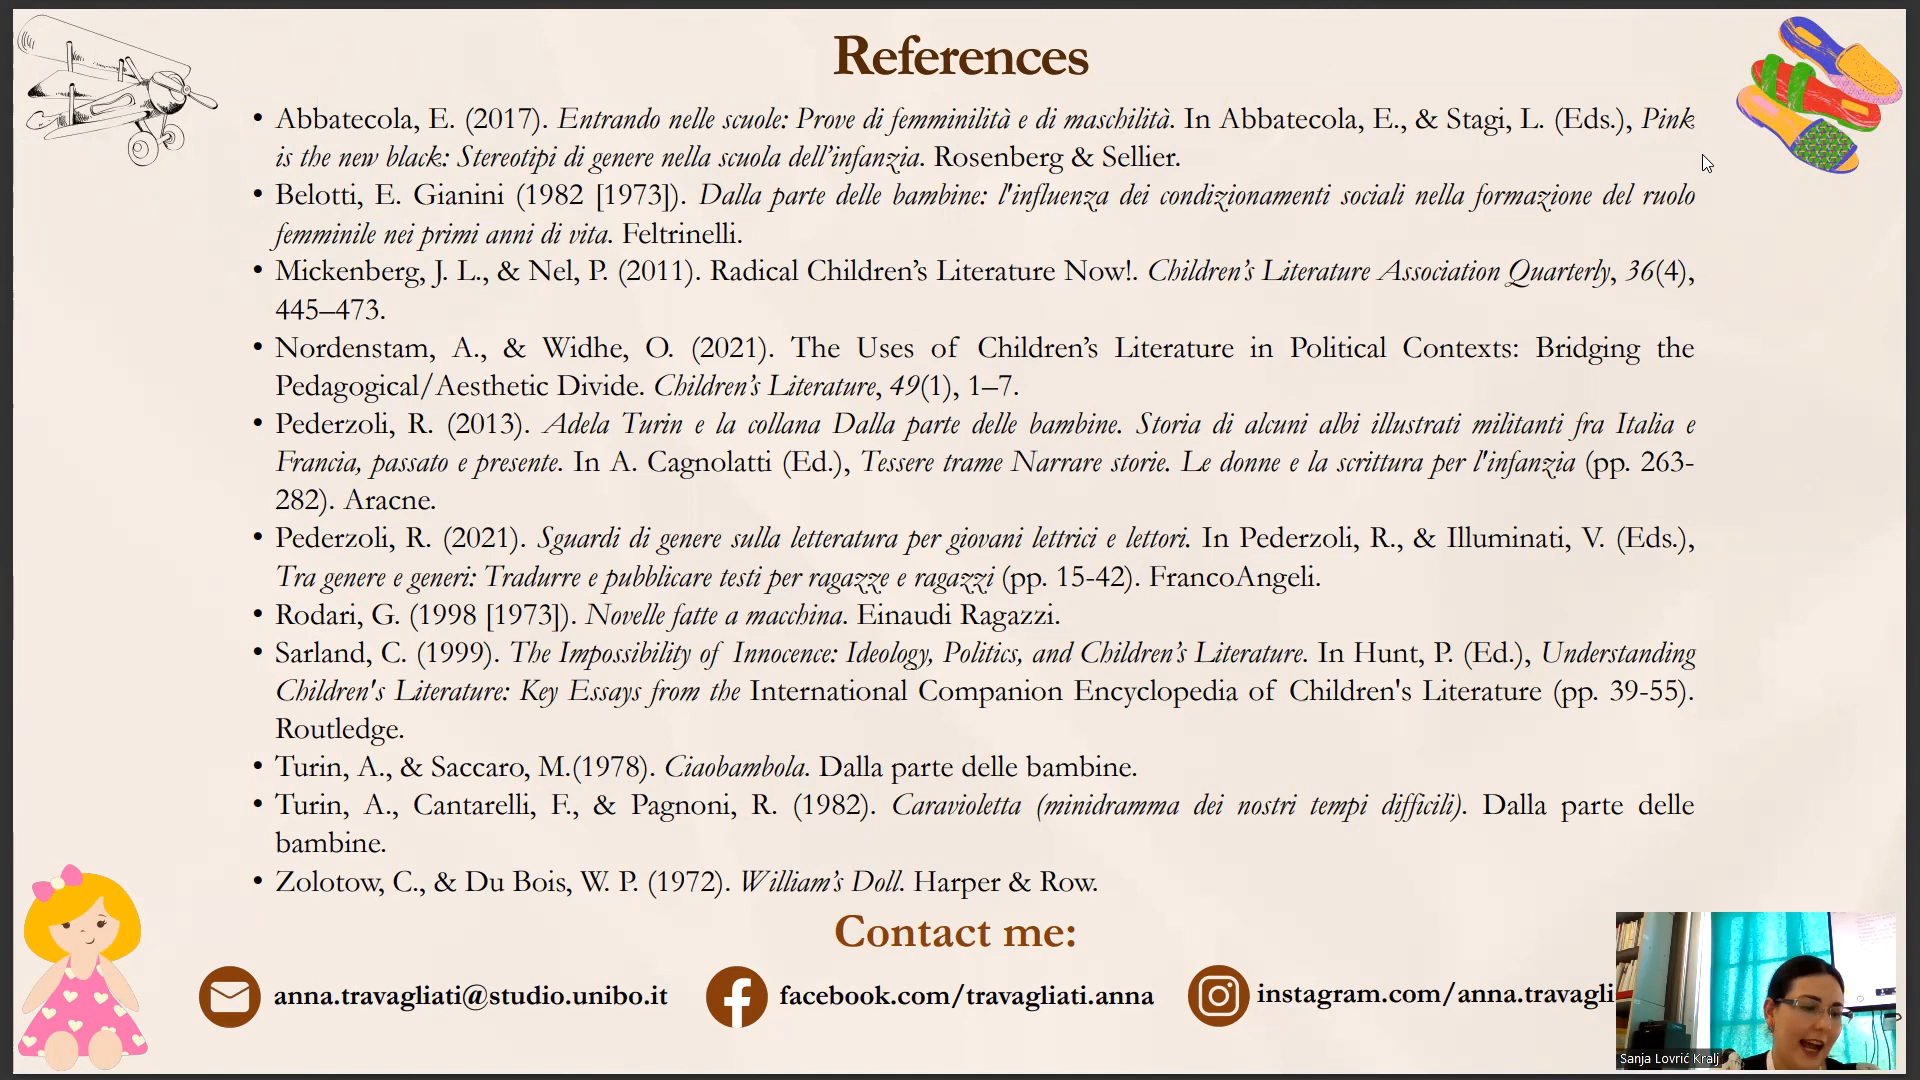 References
• Abbatecola, E. (2017). Entrando nelle scuole: Prove di femminilità e di maschilità. In Abbatecola, E., & Stagi, L. (Eds.), Pink
is the new black: Stereotipi di genere nella scuola dell’infanzia. Rosenberg & Sellier.
• Belotti, E. Gianini (1982 [1973]). Dalla parte delle bambine: l'influenza dei condizionamenti sociali nella formazione del ruolo
femminile nei primi anni di vita. Feltrinelli.
• Mickenberg, J. L., & Nel, P. (2011). Radical Children’s Literature Now!. Children’s Literature Association Quarterly, 36(4),
445–473.
• Nordenstam, A., & Widhe, O. (2021). The Uses of Children’s Literature in Political Contexts: Bridging the
Pedagogical/Aesthetic Divide. Children’s Literature, 49(1), 1–7.
• Pederzoli, R. (2013). Adela Turin e la collana Dalla parte delle bambine. Storia di alcuni albi illustrati militanti fra Italia e
Francia, passato e presente. In A. Cagnolatti (Ed.), Tessere trame Narrare storie. Le donne e la scrittura per l'infanzia (pp. 263-
282). Aracne.
• Pederzoli, R. (2021). Sguardi di genere sulla letteratura per giovani lettrici e lettori. In Pederzoli, R., & Illuminati, V. (Eds.),
Tra genere e generi: Tradurre e pubblicare testi per ragazze e ragazzi (pp. 15-42). FrancoAngeli.
• Rodari, G. (1998 [1973]). Novelle fatte a macchina. Einaudi Ragazzi.
• Sarland, C. (1999). The Impossibility of Innocence: Ideology, Politics, and Children’s Literature. In Hunt, P. (Ed.), Understanding
Children's Literature: Key Essays from the International Companion Encyclopedia of Children's Literature (pp. 39-55).
Routledge.
• Turin, A., & Saccaro, M.(1978). Ciaobambola. Dalla parte delle bambine.
• Turin, A., Cantarelli, F., & Pagnoni, R. (1982). Caravioletta (minidramma dei nostri tempi difficili). Dalla parte delle
bambine.
• Zolotow, C., & Du Bois, W. P. (1972). William’s Doll. Harper & Row.
Contact me:
anna.travagliati@studio.unibo.it
facebook.com/travagliati.anna
instagram.com/anna.travagli
Sanja Lovrić Kralj